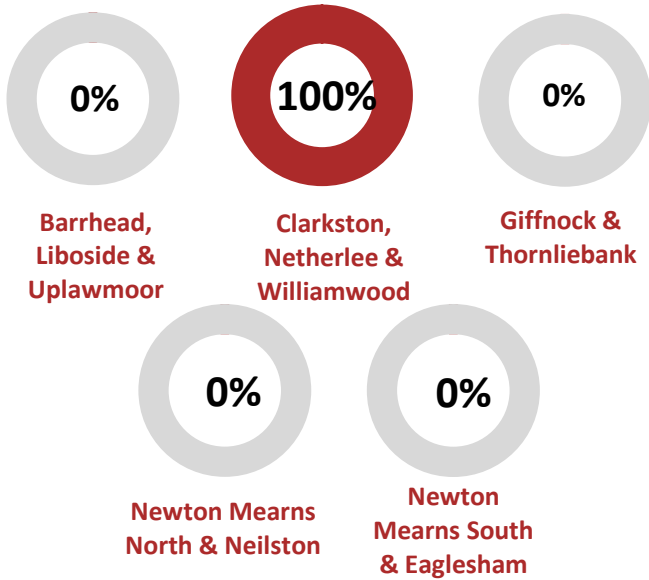 0%
Barrhead,
Liboside &
Uplawmoor
100%
Clarkston,
Netherlee &
Williamwood
0%
Giffnock &
Thornliebank
0%
Newton Mearns
North & Neilston
0%
Newton
Mearns South
& Eaglesham